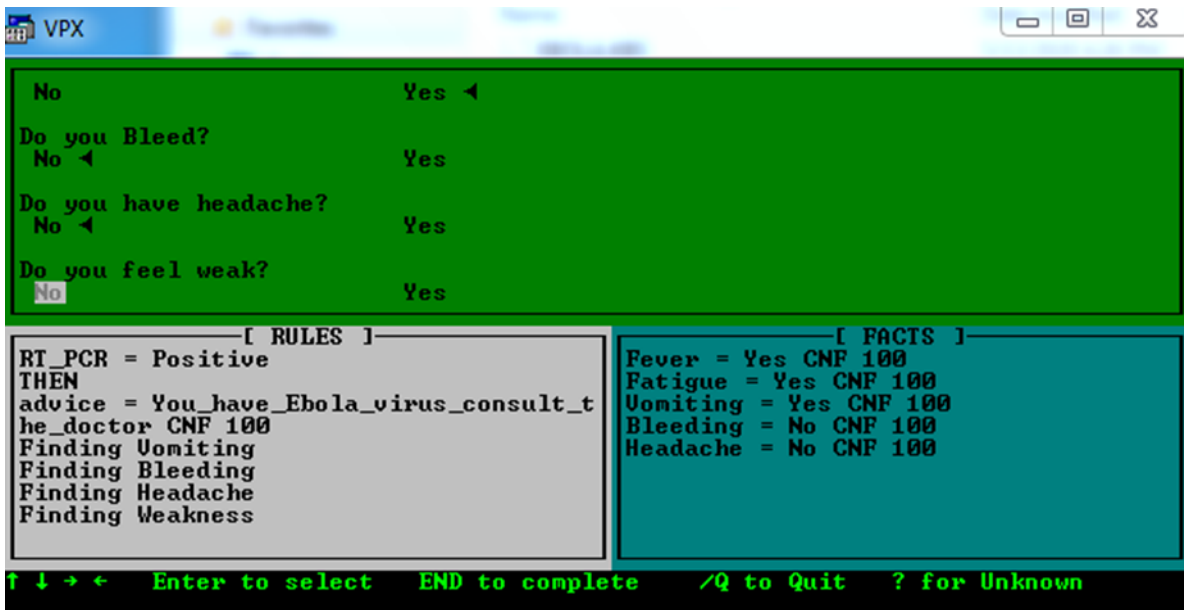 VPX
No Yes ◄
Do you Bleed?
No ◄ Yes
Do you have headache?
No ◄ Yes
Do you feel weak?
No Yes
[ RULES ]
RT_PCR = Positive
THEN
advice = You_have_Ebola_virus_consult_t
he_doctor CNF 100
Finding Vomiting
Finding Bleeding
Finding Headache
Finding Weakness
[ FACTS ]
Fever = Yes CNF 100
Fatigue = Yes CNF 100
Vomiting = Yes CNF 100
Bleeding = No CNF 100
Headache = No CNF 100
↑ ↓ → ← Enter to select END to complete /Q to Quit ? for Unknown